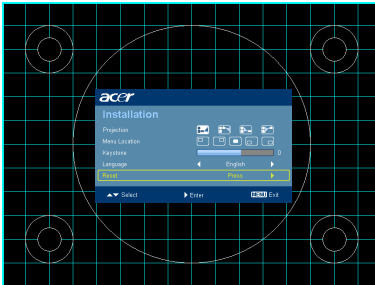 acer
Installation
Projection
Menu Location
Keystone 0
Language English
Reset Press
Select Enter MENU Exit